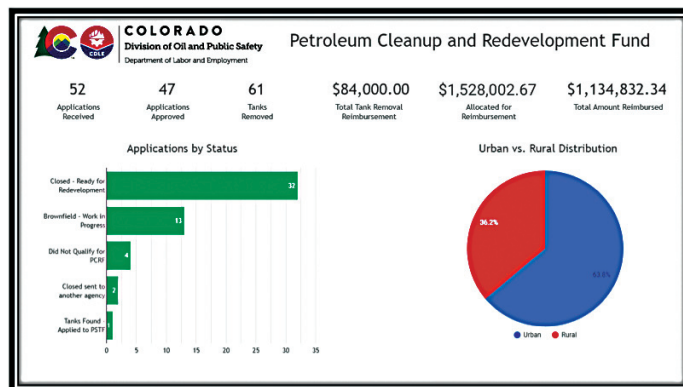 COLORADO
Division of Oil and Public Safety
Department of Labor and Employment
CDLE
Petroleum Cleanup and Redevelopment Fund
52
Applications
Received
47
Applications
Approved
61
Tanks
Removed
$84,000.00
Total Tank Removal
Reimbursement
$1,528,002.67
Allocated for
Reimbursement
$1,134,832.34
Total Amount Reimbursed
Applications by Status
Closed - Ready for
Redevelopment
32
Brownfield - Work in
Progress
13
Did Not Qualify for
PCRF
4
Closed sent to
another agency
2
Tanks Found
Applied to PSTF
1
0 5 10 15 20 25 30 35
Urban vs. Rural Distribution
36.2%
63.8%
Urban Rural